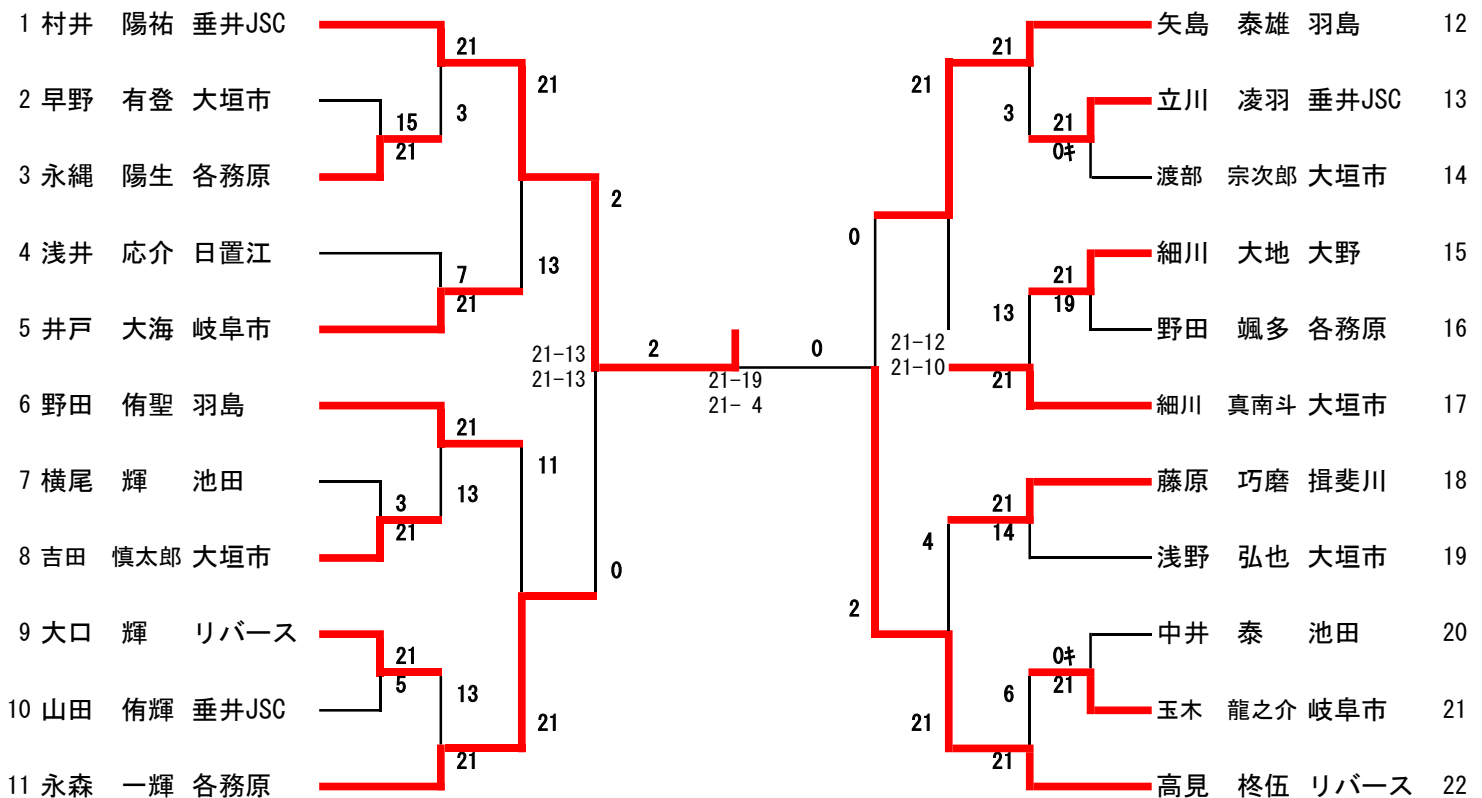 1 村井 陽祐 垂井JSC
2 早野 有登 大垣市
3 永縄 陽生 各務原
4 浅井 応介 日置江
5 井戸 大海 岐阜市
6 野田 侑聖 羽島
7 横尾 輝 池田
8 吉田 慎太郎 大垣市
9 大口 輝 リバース
10 山田 侑輝 垂井JSC
11 永森 一輝 各務原
21
3
15
21
21
13
7
21
2
21-13
21-13
21
13
3
21
11
0
21
5
13
21
21
2
21-19
21- 4
0
21
21
3
21
0キ
0
21-12
21-10
13
21
19
21
4
21
14
2
21
6
0キ
21
21
矢島 泰雄 羽島 12
立川 凌羽 垂井JSC 13
渡部 宗次郎 大垣市 14
細川 大地 大野 15
野田 颯多 各務原 16
細川 真南斗 大垣市 17
藤原 巧磨 揖斐川 18
浅野 弘也 大垣市 19
中井 泰 池田 20
玉木 龍之介 岐阜市 21
高見 柊伍 リバース 22